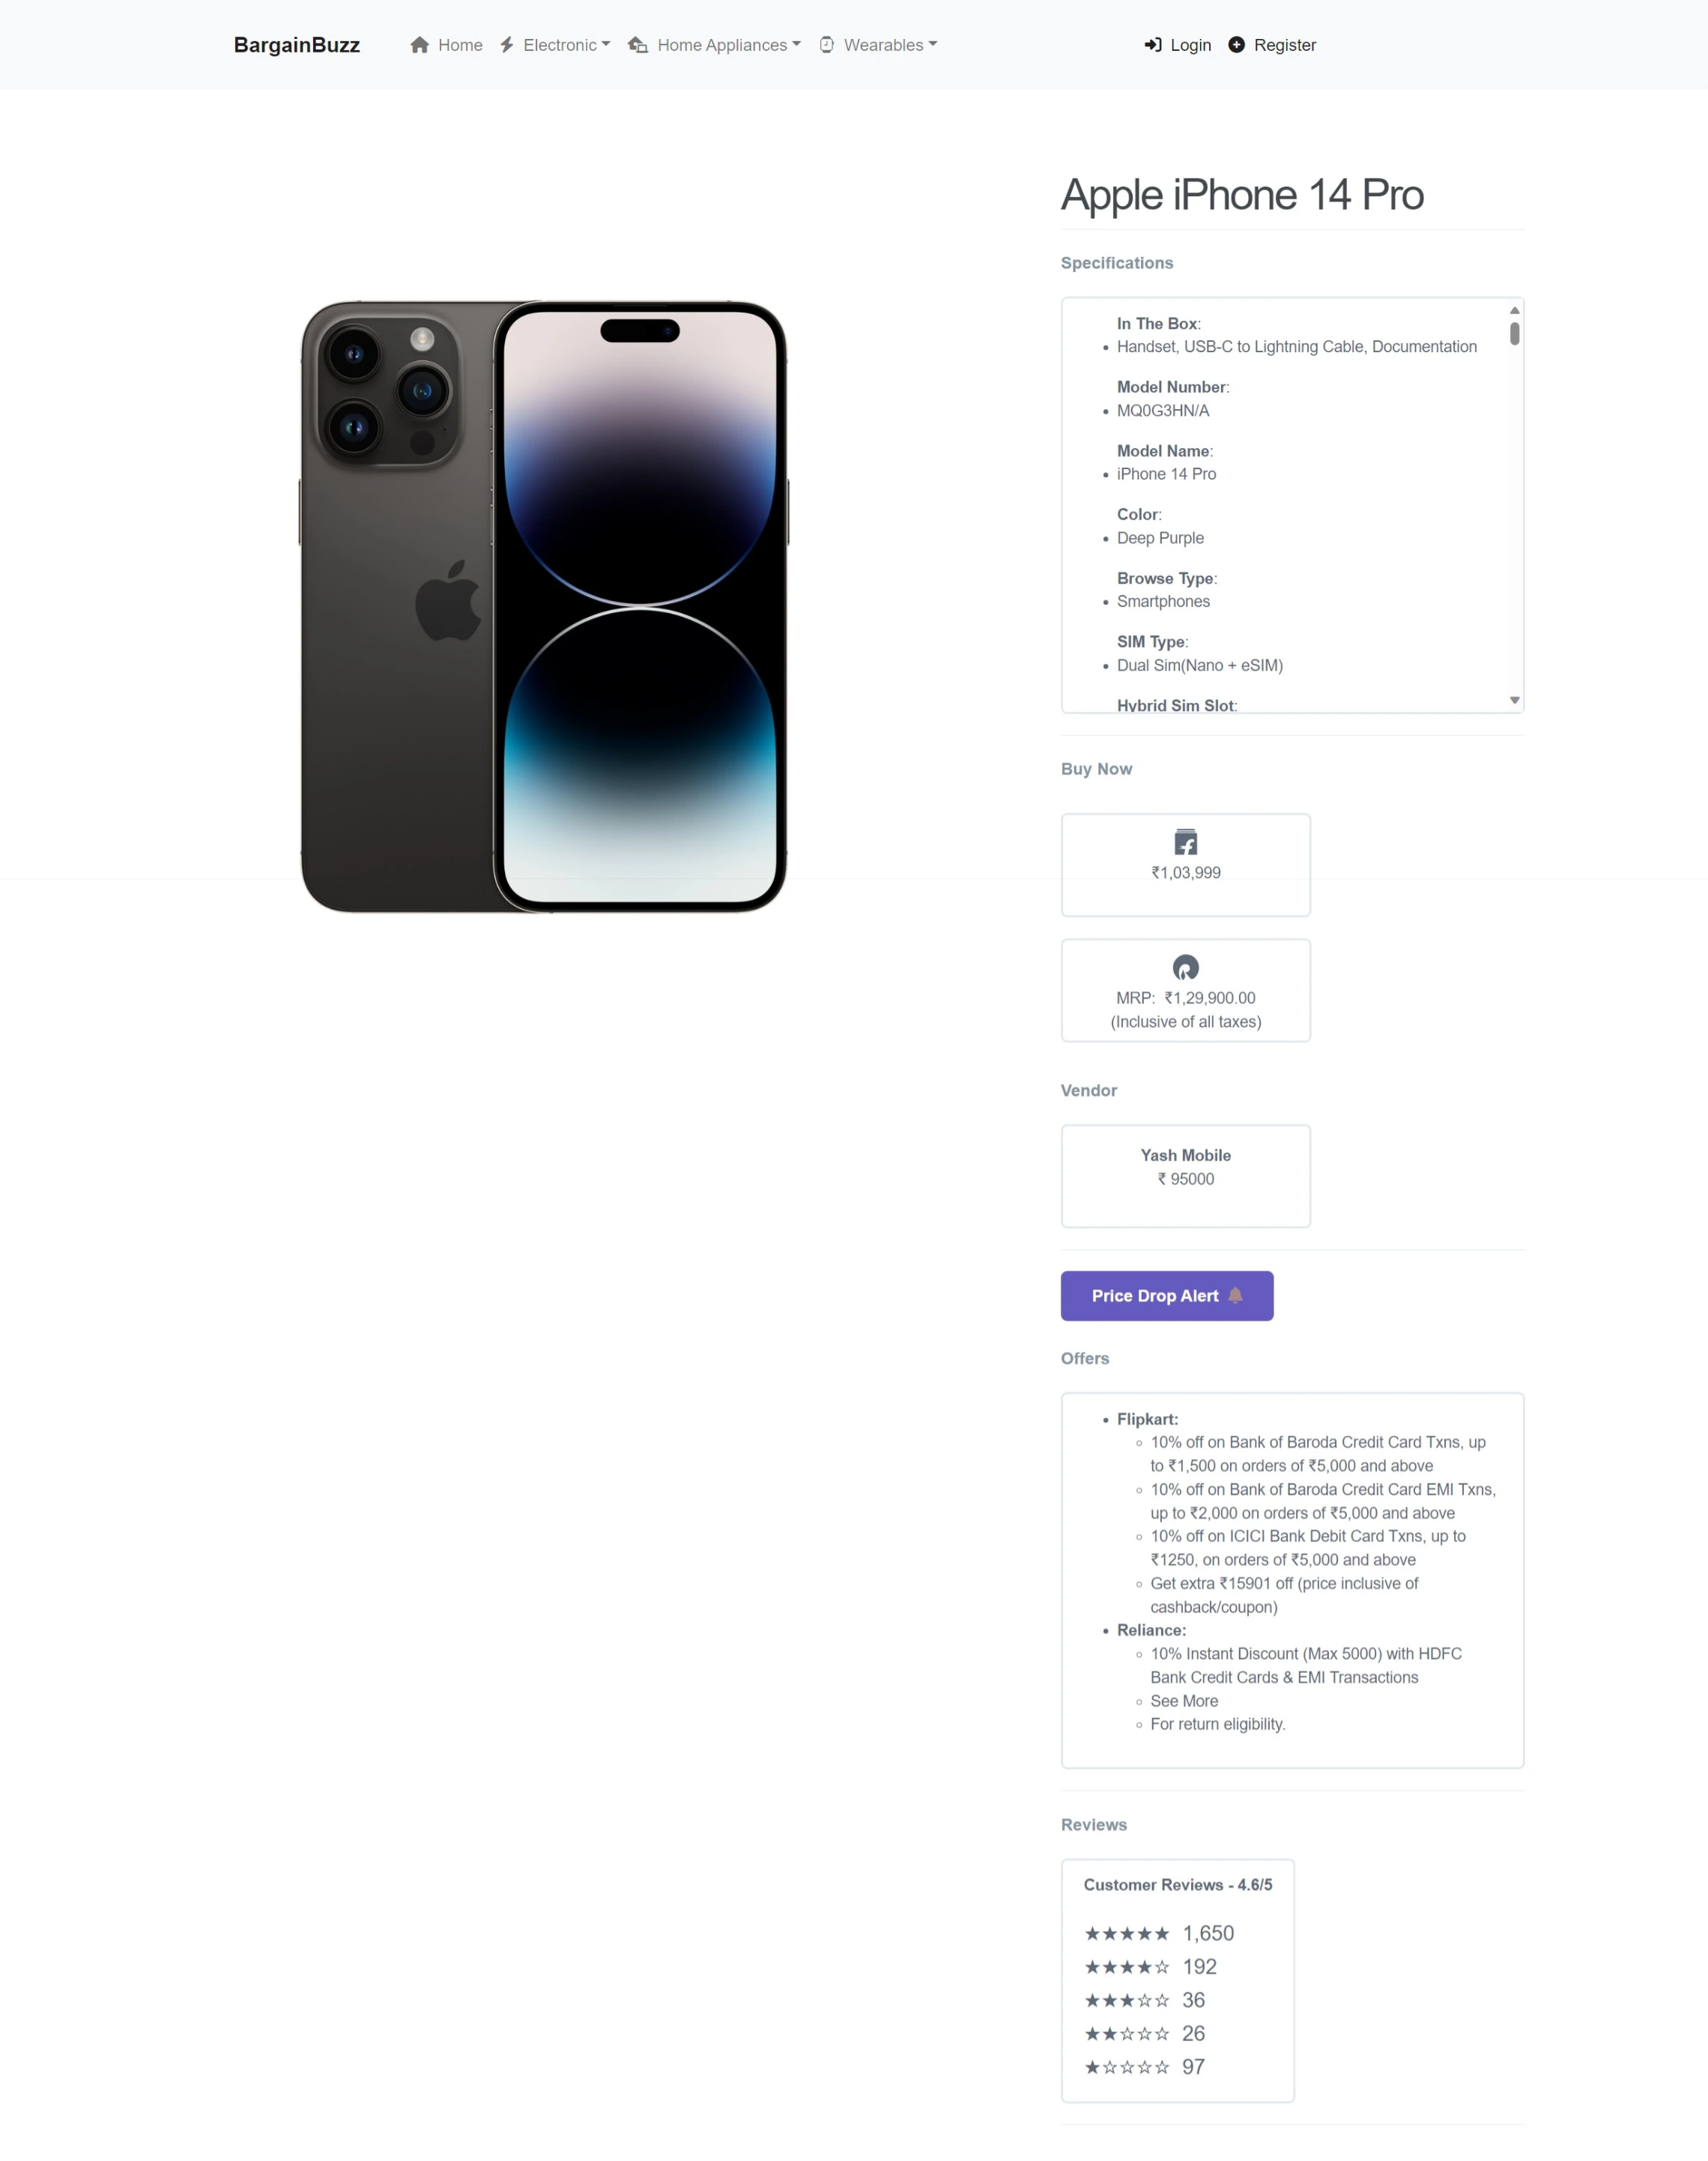 BargainBuzz Home Electronic Home Appliances Wearables Login Register
Apple iPhone 14 Pro
Specifications
In The Box:
Handset, USB-C to Lightning Cable, Documentation
Model Number:
MQ0G3HN/A
Model Name:
iPhone 14 Pro
Color:
Deep Purple
Browse Type:
Smartphones
SIM Type:
Dual Sim(Nano + eSIM)
Hybrid Sim Slot:
Buy Now
₹1,03,999
MRP: ₹1,29,900.00
(Inclusive of all taxes)
Vendor
Yash Mobile
₹ 95000
Price Drop Alert
Offers
Flipkart:
10% off on Bank of Baroda Credit Card Txns, up
to ₹1,500 on orders of ₹5,000 and above
10% off on Bank of Baroda Credit Card EMI Txns,
up to ₹2,000 on orders of ₹5,000 and above
10% off on ICICI Bank Debit Card Txns, up to
₹1250, on orders of ₹5,000 and above
Get extra ₹15901 off (price inclusive of
cashback/coupon)
Reliance:
10% Instant Discount (Max 5000) with HDFC
Bank Credit Cards & EMI Transactions
See More
For return eligibility.
Reviews
Customer Reviews - 4.6/5
★★★★★ 1,650
★★★★☆ 192
★★★☆☆ 36
★★☆☆☆ 26
★☆☆☆☆ 97